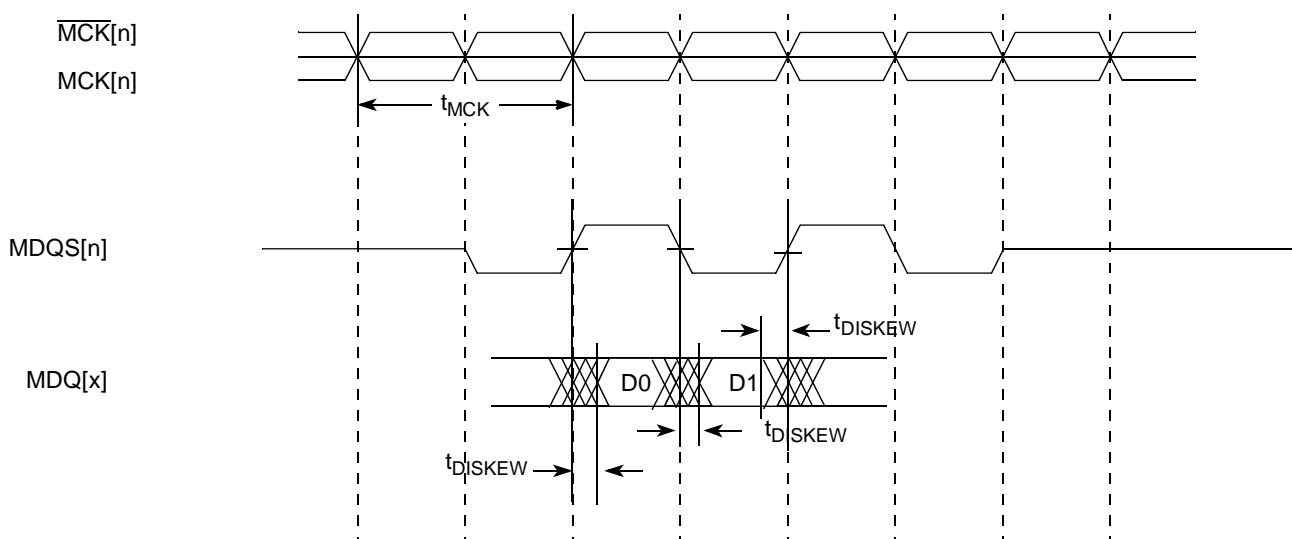 MCK[n]
MCK[n]
tMCK
MDQS[n]
tDISKEW
MDQ[x]
D0
D1
tDISKEW
tDISKEW